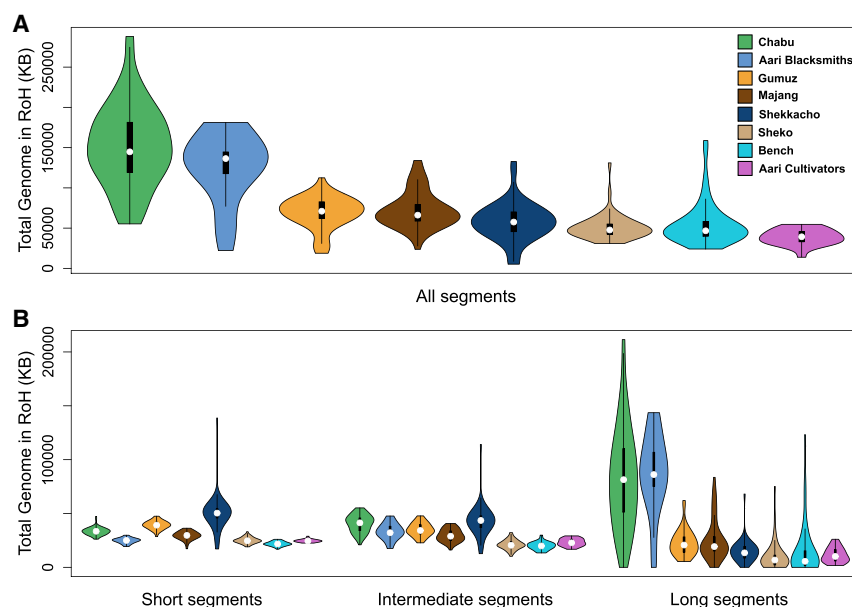 A
Total Genome in RoH (KB)
250000
150000
50000
0
Chabu
Aari Blacksmiths
Gumuz
Majang
Shekkacho
Sheko
Bench
Aari Cultivators
All segments
B
Total Genome in RoH (KB)
200000
100000
0
Short segments
Intermediate segments
Long segments